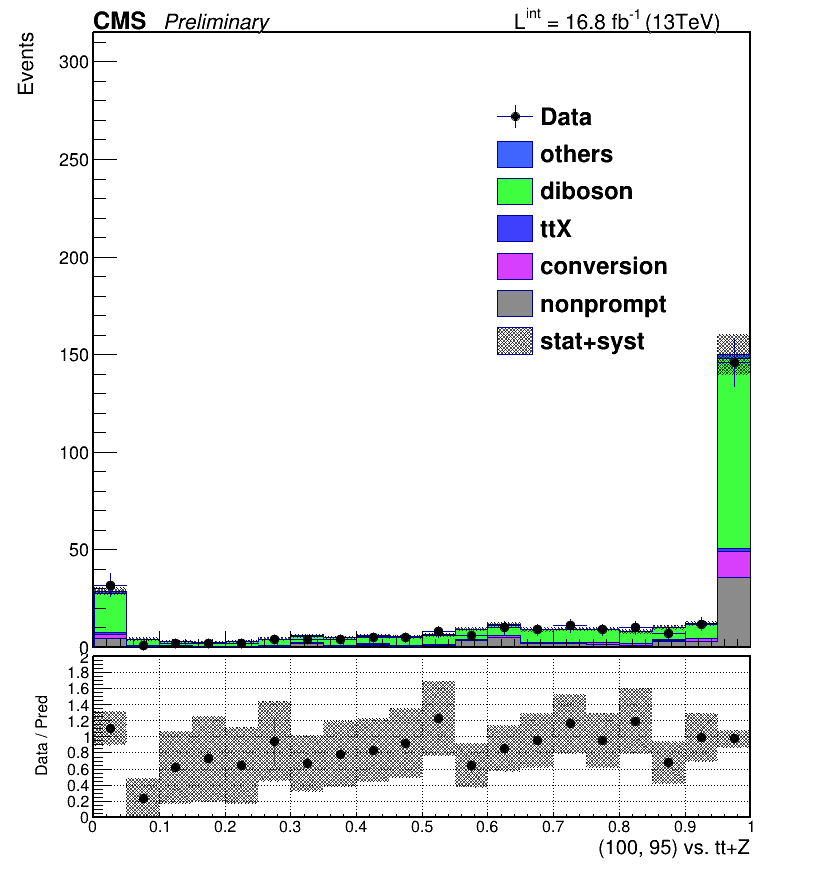 CMS Preliminary L^int = 16.8 fb^-1 (13TeV)
Events
300
250
200
150
100
50
0
Data
others
diboson
ttX
conversion
nonprompt
stat+syst
Data / Pred
2
1.8
1.6
1.4
1.2
1
0.8
0.6
0.4
0.2
0
0 0.1 0.2 0.3 0.4 0.5 0.6 0.7 0.8 0.9 1
(100, 95) vs. tt+Z